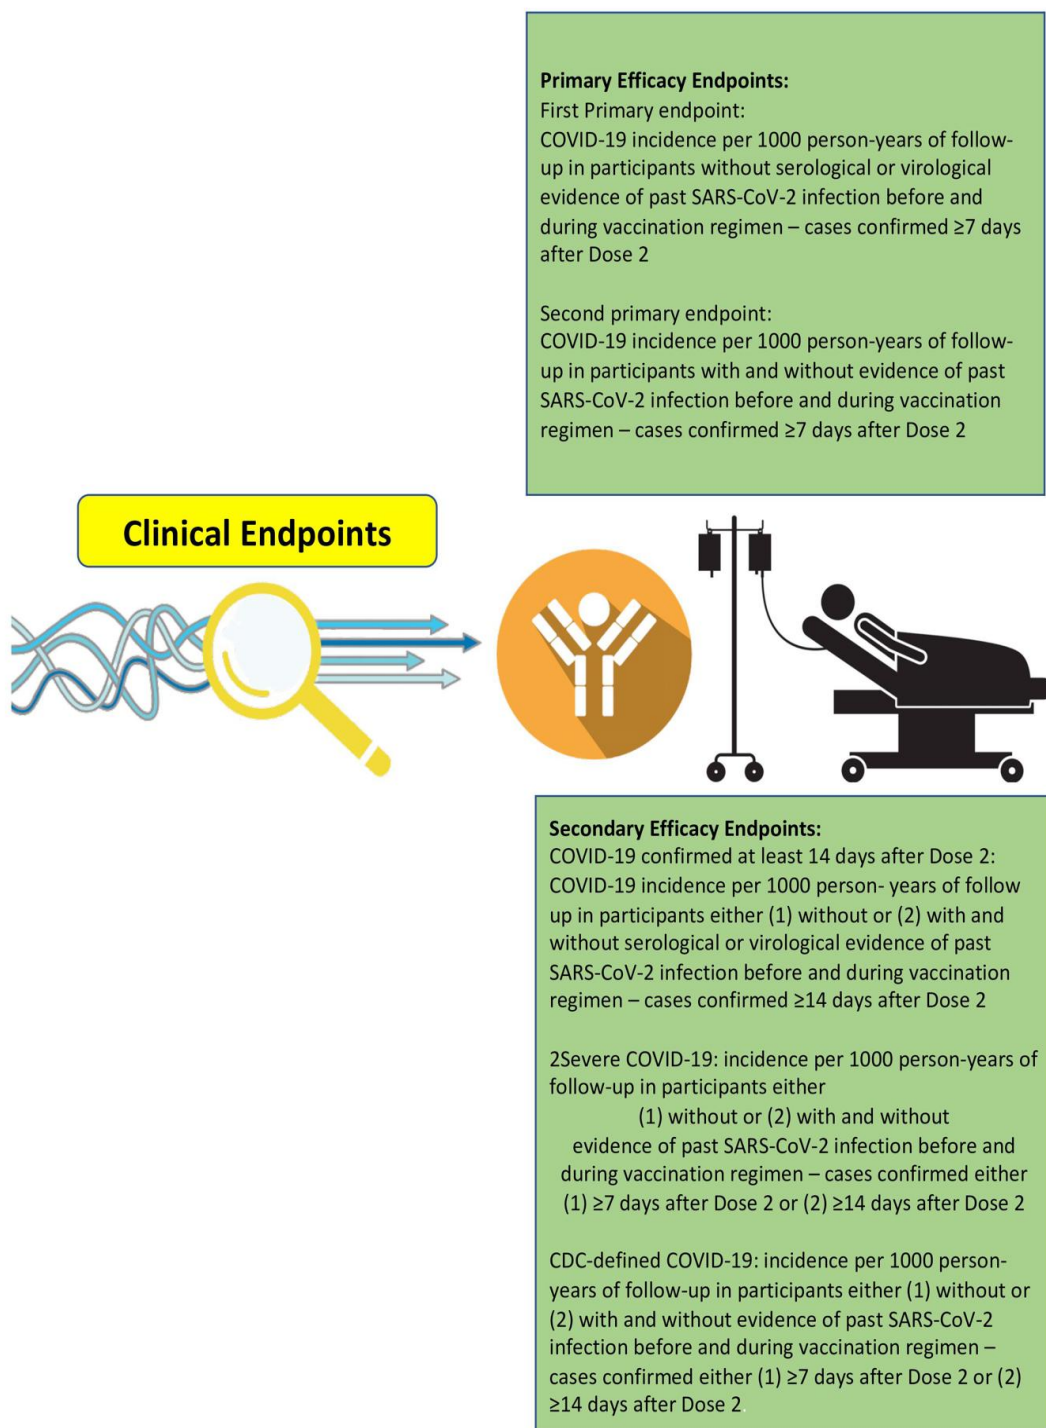 Primary Efficacy Endpoints:
First Primary endpoint:
COVID-19 incidence per 1000 person-years of follow-
up in participants without serological or virological
evidence of past SARS-CoV-2 infection before and
during vaccination regimen – cases confirmed ≥7 days
after Dose 2
Second primary endpoint:
COVID-19 incidence per 1000 person-years of follow-
up in participants with and without evidence of past
SARS-CoV-2 infection before and during vaccination
regimen – cases confirmed ≥7 days after Dose 2
Clinical Endpoints
Secondary Efficacy Endpoints:
COVID-19 confirmed at least 14 days after Dose 2:
COVID-19 incidence per 1000 person- years of follow
up in participants either (1) without or (2) with and
without serological or virological evidence of past
SARS-CoV-2 infection before and during vaccination
regimen – cases confirmed ≥14 days after Dose 2
2Severe COVID-19: incidence per 1000 person-years of
follow-up in participants either
(1) without or (2) with and without
evidence of past SARS-CoV-2 infection before and
during vaccination regimen – cases confirmed either
(1) ≥7 days after Dose 2 or (2) ≥14 days after Dose 2
CDC-defined COVID-19: incidence per 1000 person-
years of follow-up in participants either (1) without or
(2) with and without evidence of past SARS-CoV-2
infection before and during vaccination regimen –
cases confirmed either (1) ≥7 days after Dose 2 or (2)
≥14 days after Dose 2.